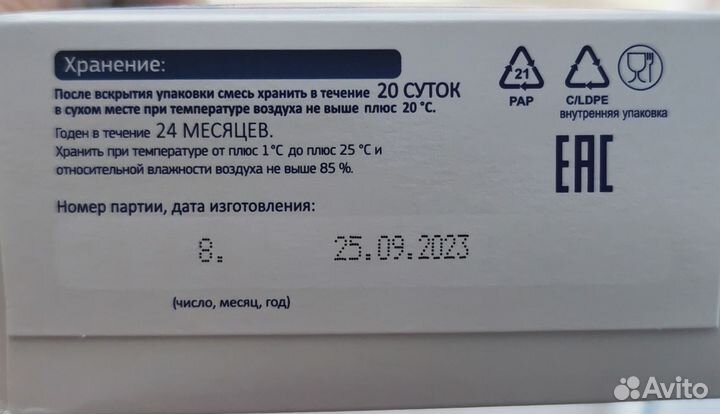 Хранение:
После вскрытия упаковки смесь хранить в течение 20 СУТОК
в сухом месте при температуре воздуха не выше плюс 20 °С.
Годен в течение 24 МЕСЯЦЕВ.
Хранить при температуре от плюс 1°С до плюс 25 °С и
относительной влажности воздуха не выше 85 %.
21
PAP
C/LDPE
внутренняя упаковка
EAC
Номер партии, дата изготовления:
8. 25.09.2023
(число, месяц, год)
Avito